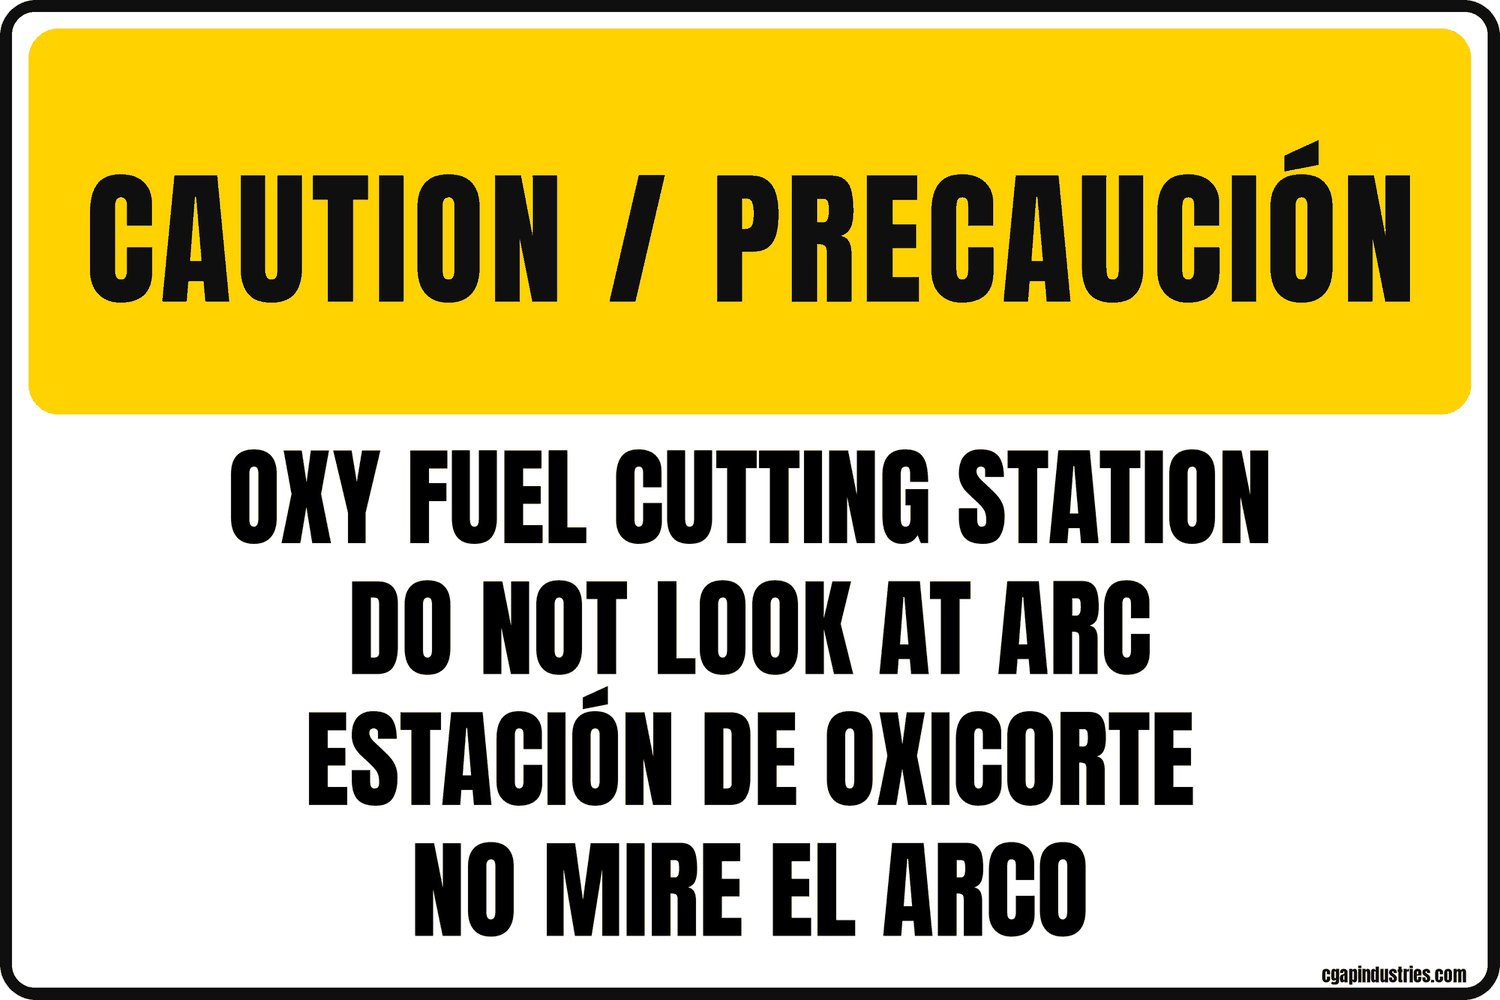 CAUTION / PRECAUCIÓN
OXY FUEL CUTTING STATION
DO NOT LOOK AT ARC
ESTACIÓN DE OXICORTE
NO MIRE EL ARCO
cgapindustries.com